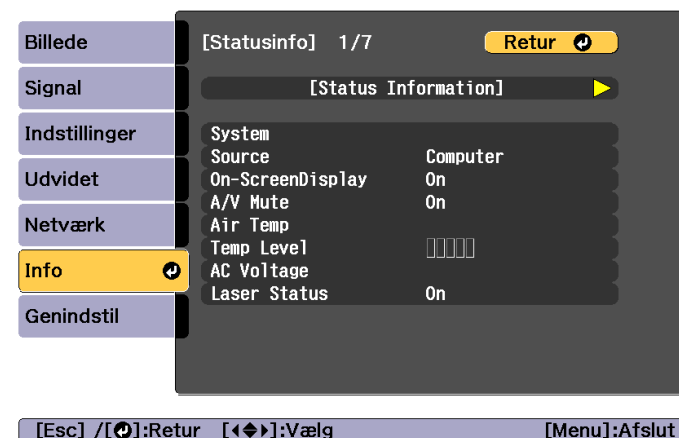 Billede
Signal
Indstillinger
Udvidet
Netværk
Info
Genindstil
[Statusinfo] 1/7 Retur
[Status Information]
System
Source Computer
On-ScreenDisplay On
A/V Mute On
Air Temp
Temp Level
AC Voltage
Laser Status On
[Esc] /[ ]:Retur [ ]:Vælg [Menu]:Afslut